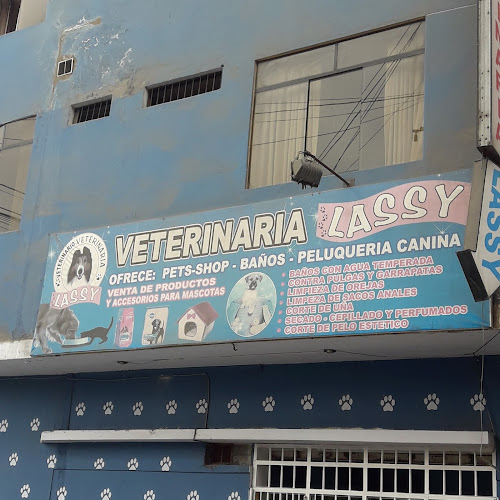 VETERINARIO VETERINARIA
LASSY
VETERINARIA LASSY
OFRECE: PETS-SHOP - BAÑOS - PELUQUERIA CANINA
VENTA DE PRODUCTOS
Y ACCESORIOS PARA MASCOTAS
• BAÑOS CON AGUA TEMPERADA
• CONTRA PULGAS Y GARRAPATAS
• LIMPIEZA DE OREJAS
• LIMPIEZA DE SACOS ANALES
• CORTE DE UÑA
• SECADO - CEPILLADO Y PERFUMADOS
• CORTE DE PELO ESTETICO
LASSY